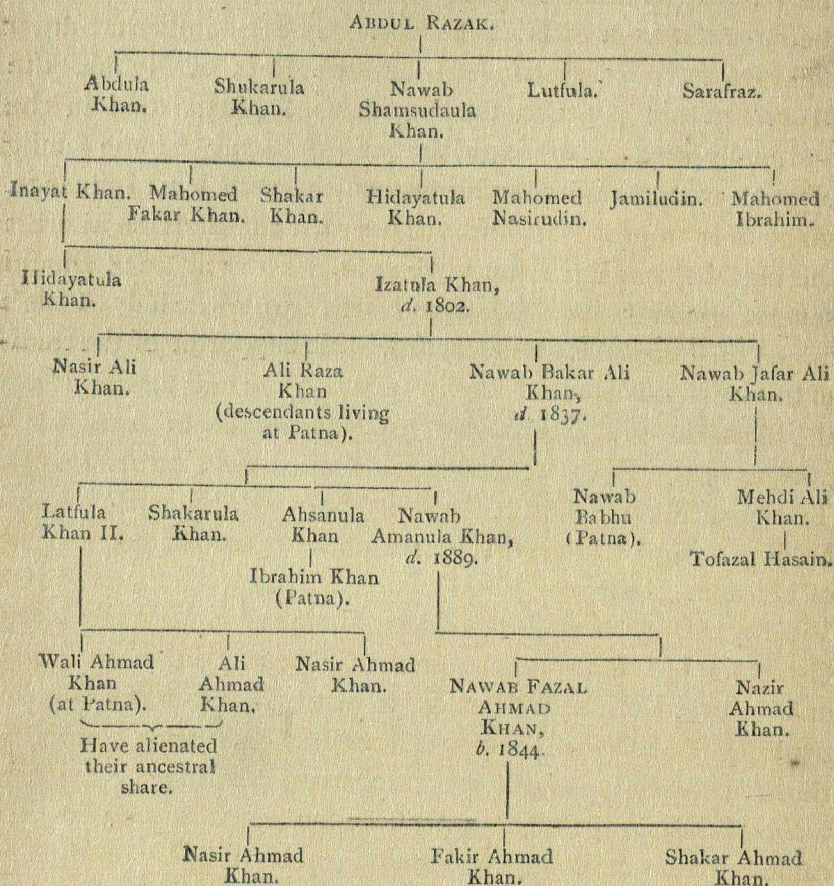 ABDUL RAZAK.
Abdula Khan.
Shukarula Khan.
Nawab Shamsudaula Khan.
Lutfula.
Sarafraz.
Inayat Khan.
Mahomed Fakar Khan.
Shakar Khan.
Hidayatula Khan.
Mahomed Nasirudin.
Jamiludin.
Mahomed Ibrahim.
Hidayatula Khan.
Izatula Khan,
d. 1802.
Nasir Ali Khan.
Ali Raza
Khan
(descendants living
at Patna).
Nawab Bakar Ali
Khan,
d. 1837.
Nawab Jafar Ali
Khan.
Latfula
Khan II.
Shakarula
Khan.
Ahsanula
Khan
Nawab
Amanula Khan,
d. 1889.
Nawab
Babhu
(Patna).
Mehdi Ali
Khan.
Ibrahim Khan
(Patna).
Tofazal Hasain.
Wali Ahmad
Khan
(at Patna).
Ali
Ahmad
Khan.
Have alienated
their ancestral
share.
Nasir Ahmad
Khan.
NAWAB FAZAL
AHMAD
KHAN,
b. 1844.
Nazir
Ahmad
Khan.
Nasir Ahmad
Khan.
Fakir Ahmad
Khan.
Shakar Ahmad
Khan.